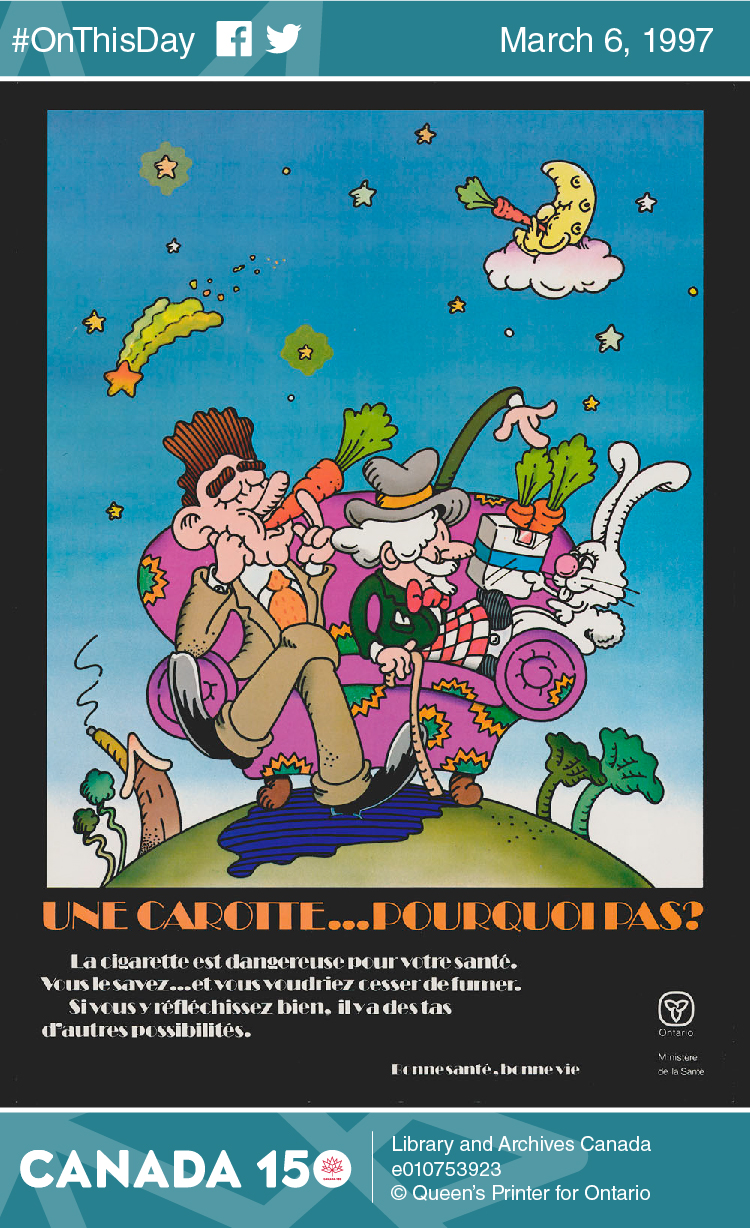 #OnThisDay
March 6, 1997
UNE CAROTTE...POURQUOI PAS?
La cigarette est dangereuse pour votre santé.
Vous le savez...et vous voudriez cesser de fumer.
Si vous y réfléchissez bien, il y a des tas
d'autres possibilités.
Bonne santé, bonne vie
Ontario
Ministère
de la Santé
CANADA 150
Library and Archives Canada
e010753923
© Queen's Printer for Ontario